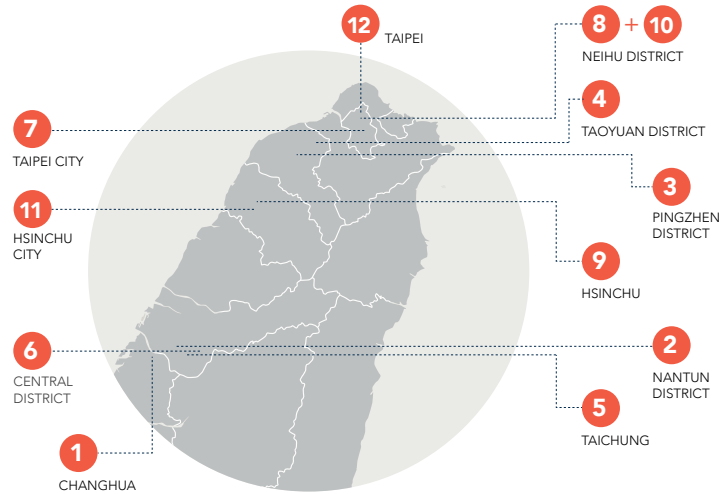 12
TAIPEI
8 + 10
NEIHU DISTRICT
4
TAOYUAN DISTRICT
7
TAIPEI CITY
3
PINGZHEN
DISTRICT
11
HSINCHU
CITY
9
HSINCHU
6
CENTRAL
DISTRICT
2
NANTUN
DISTRICT
5
TAICHUNG
1
CHANGHUA